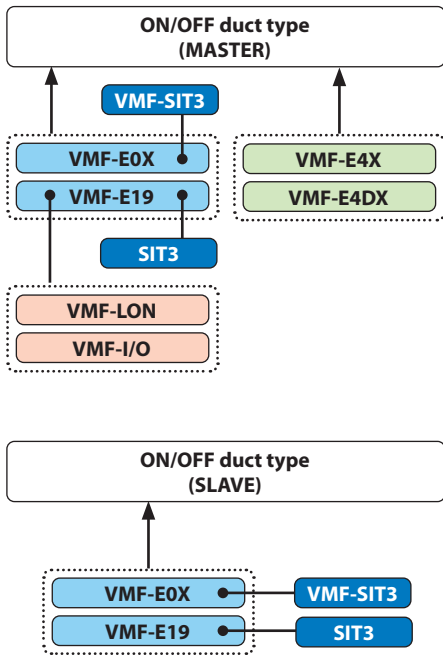 ON/OFF duct type
(MASTER)
VMF-SIT3
VMF-E0X
VMF-E19
SIT3
VMF-LON
VMF-I/O
VMF-E4X
VMF-E4DX
ON/OFF duct type
(SLAVE)
VMF-E0X
VMF-SIT3
VMF-E19
SIT3